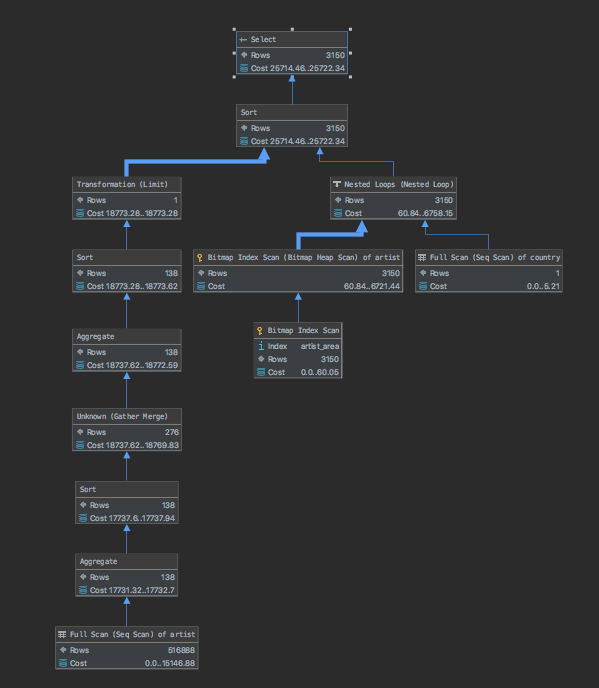 Select
Rows 3150
Cost 25714.46..25722.34
Sort
Rows 3150
Cost 25714.46..25722.34
Transformation (Limit)
Rows 1
Cost 18773.28..18773.28
Nested Loops (Nested Loop)
Rows 3150
Cost 60.84..6758.15
Sort
Rows 138
Cost 18773.28..18773.62
Bitmap Index Scan (Bitmap Heap Scan) of artist
Rows 3150
Cost 60.84..6721.44
Full Scan (Seq Scan) of country
Rows 1
Cost 0.0..5.21
Aggregate
Rows 138
Cost 18737.62..18772.59
Bitmap Index Scan
Index artist_area
Rows 3150
Cost 0.0..60.05
Unknown (Gather Merge)
Rows 276
Cost 18737.62..18769.83
Sort
Rows 138
Cost 17737.6..17737.94
Aggregate
Rows 138
Cost 17731.32..17732.7
Full Scan (Seq Scan) of artist
Rows 516888
Cost 0.0..15146.88